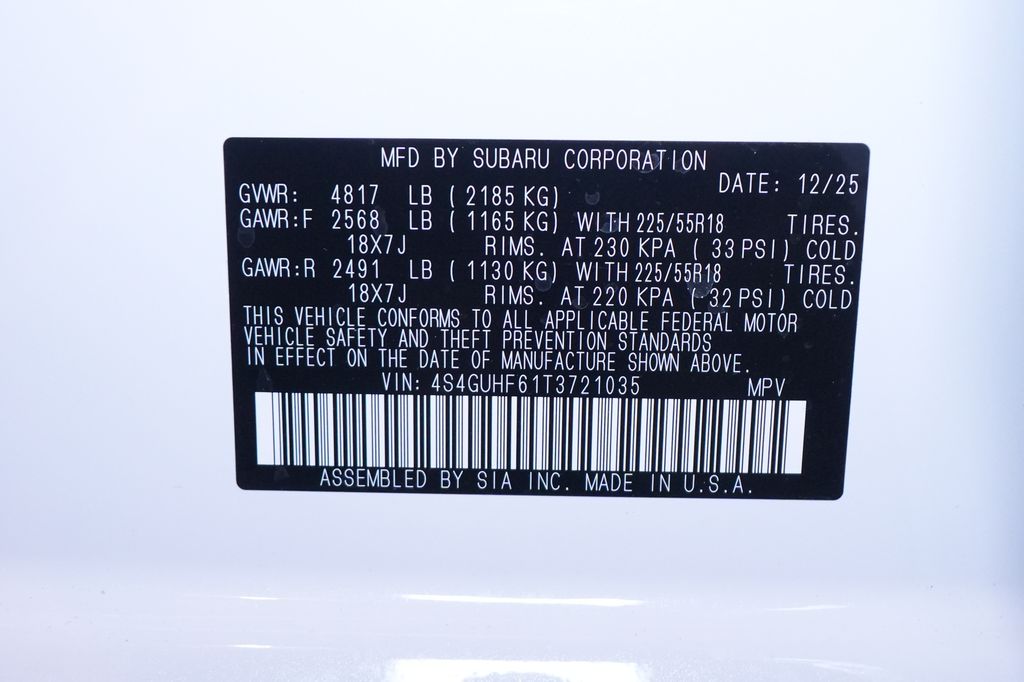 MFD BY SUBARU CORPORATION
DATE: 12/25
GVWR: 4817 LB ( 2185 KG)
GAWR:F 2568 LB ( 1165 KG) WITH 225/55R18 TIRES.
18X7J RIMS. AT 230 KPA ( 33 PSI) COLD
GAWR:R 2491 LB ( 1130 KG) WITH 225/55R18 TIRES.
18X7J RIMS. AT 220 KPA ( 32 PSI) COLD
THIS VEHICLE CONFORMS TO ALL APPLICABLE FEDERAL MOTOR
VEHICLE SAFETY AND THEFT PREVENTION STANDARDS
IN EFFECT ON THE DATE OF MANUFACTURE SHOWN ABOVE.
VIN: 4S4GUHF61T3721035 MPV
ASSEMBLED BY SIA INC. MADE IN U.S.A.